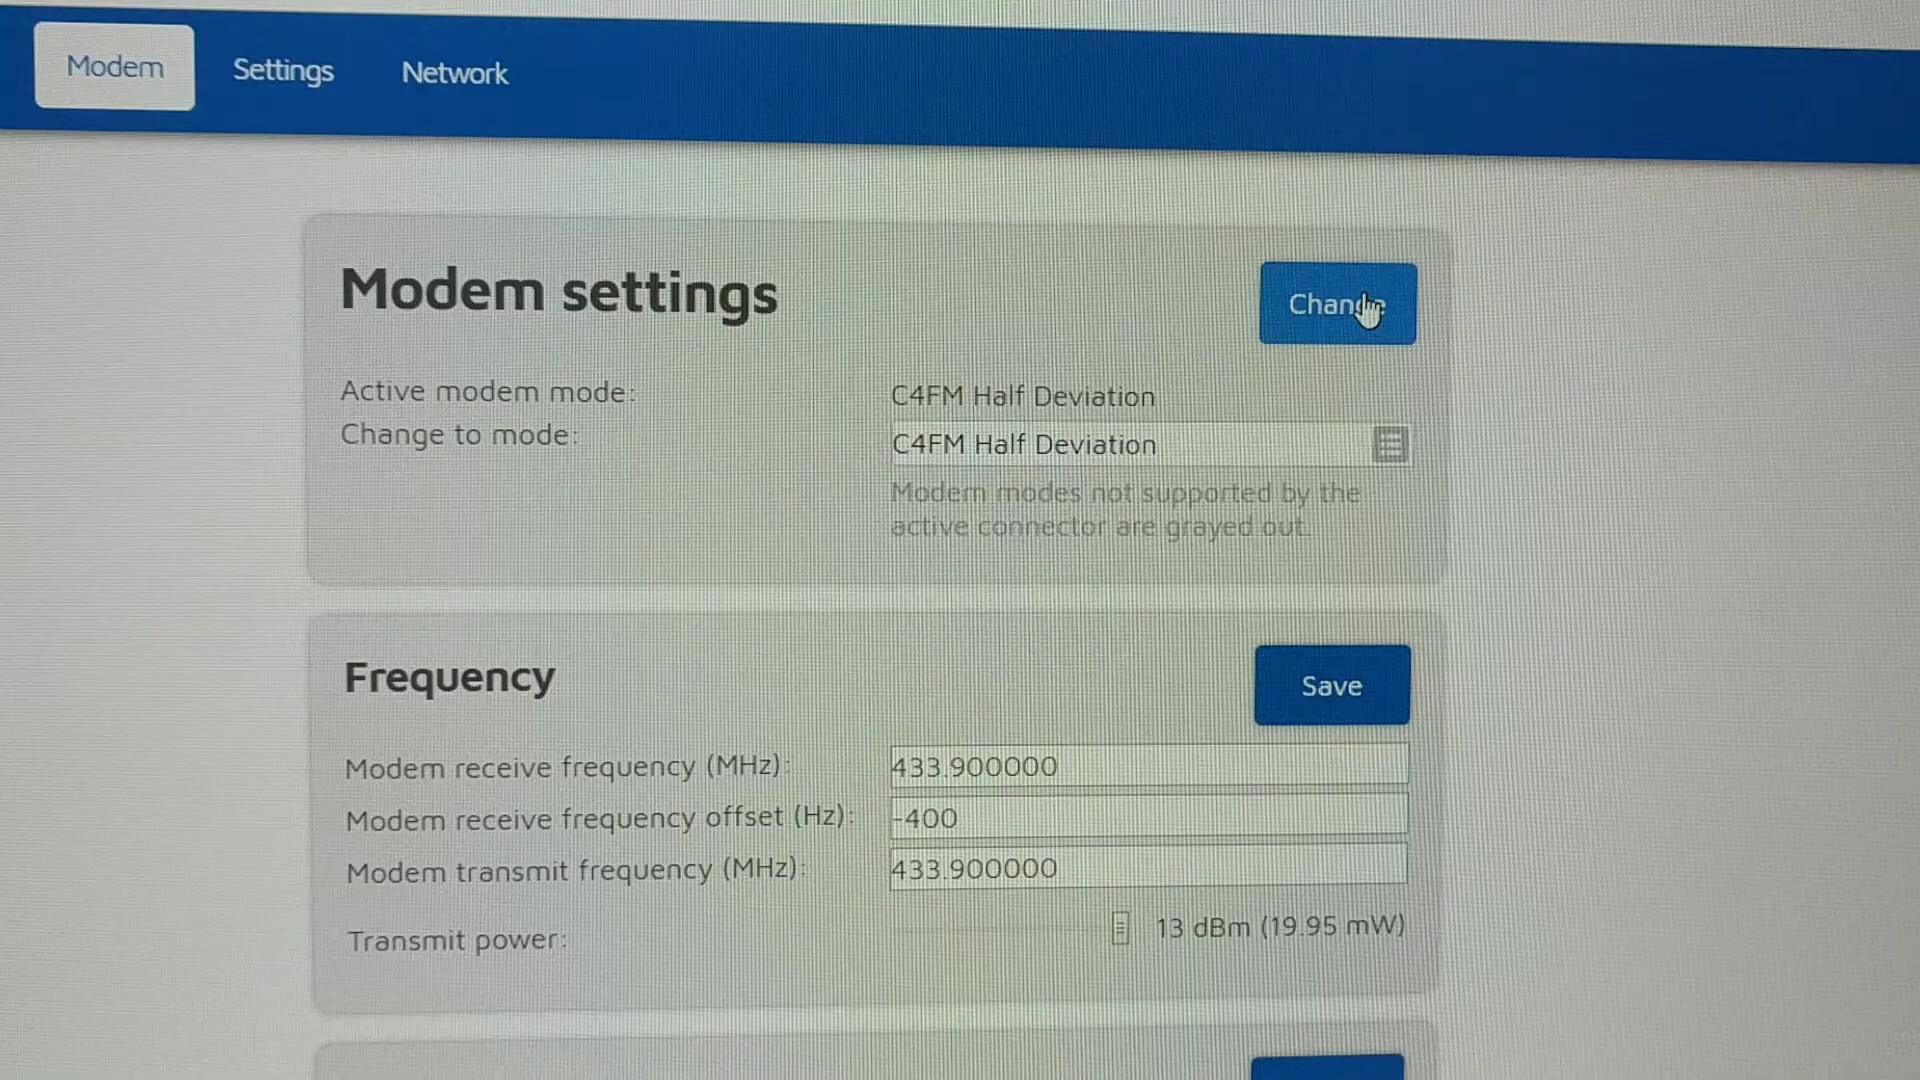 Modem Settings Network
Modem settings
Change
Active modem mode: C4FM Half Deviation
Change to mode: C4FM Half Deviation
Modem modes not supported by the
active connector are grayed out.
Frequency
Save
Modem receive frequency (MHz): 433.900000
Modem receive frequency offset (Hz): -400
Modem transmit frequency (MHz): 433.900000
Transmit power: 13 dBm (19.95 mW)